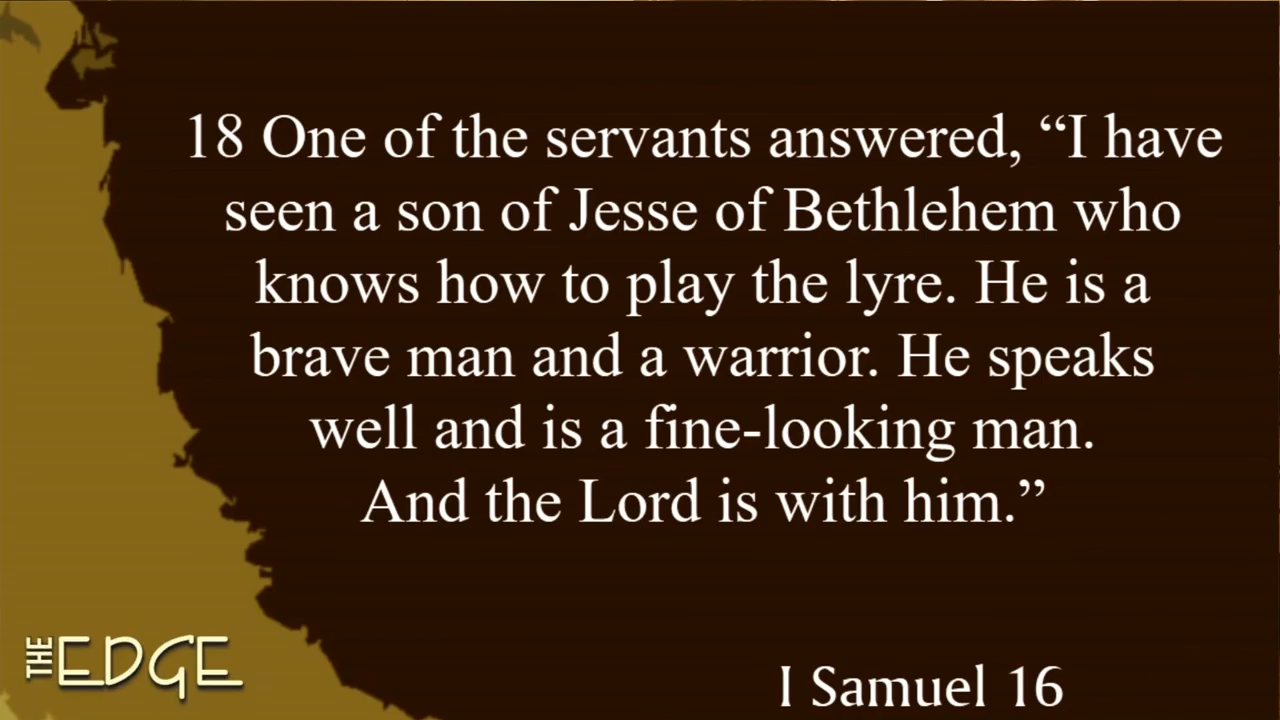 18 One of the servants answered, “I have
seen a son of Jesse of Bethlehem who
knows how to play the lyre. He is a
brave man and a warrior. He speaks
well and is a fine-looking man.
And the Lord is with him.”
THE EDGE
I Samuel 16